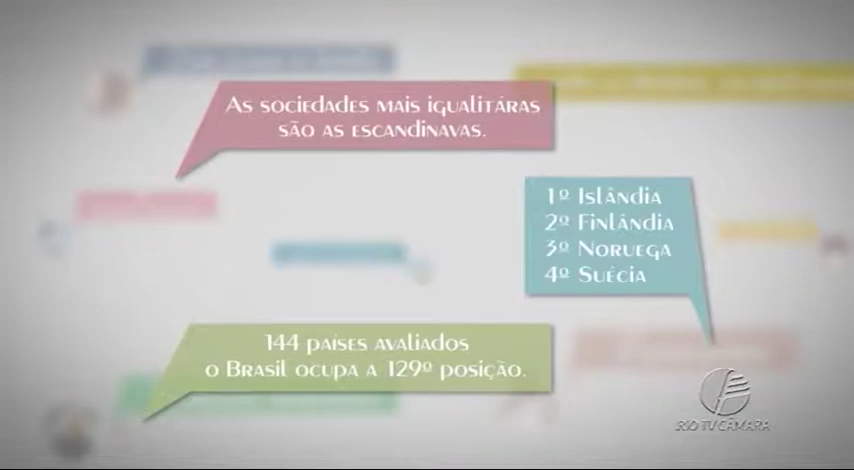 As sociedades mais igualitáras
são as escandinavas.
1º Islândia
2º Finlândia
3º Noruega
4º Suécia
144 países avaliados
o Brasil ocupa a 129º posição.
RIO TV CÂMARA